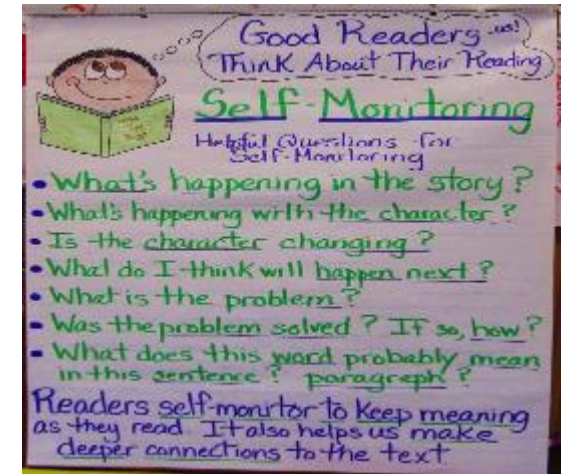 Good Readers -us!
Think About Their Reading
Self-Monitoring
Helpful Questions for
Self-Monitoring
• What's happening in the story?
• What's happening with the character?
• Is the character changing?
• What do I think will happen next?
• What is the problem?
• Was the problem solved? If so, how?
• What does this word probably mean
in this sentence? paragraph?
Readers self-monitor to keep meaning
as they read. It also helps us make
deeper connections to the text